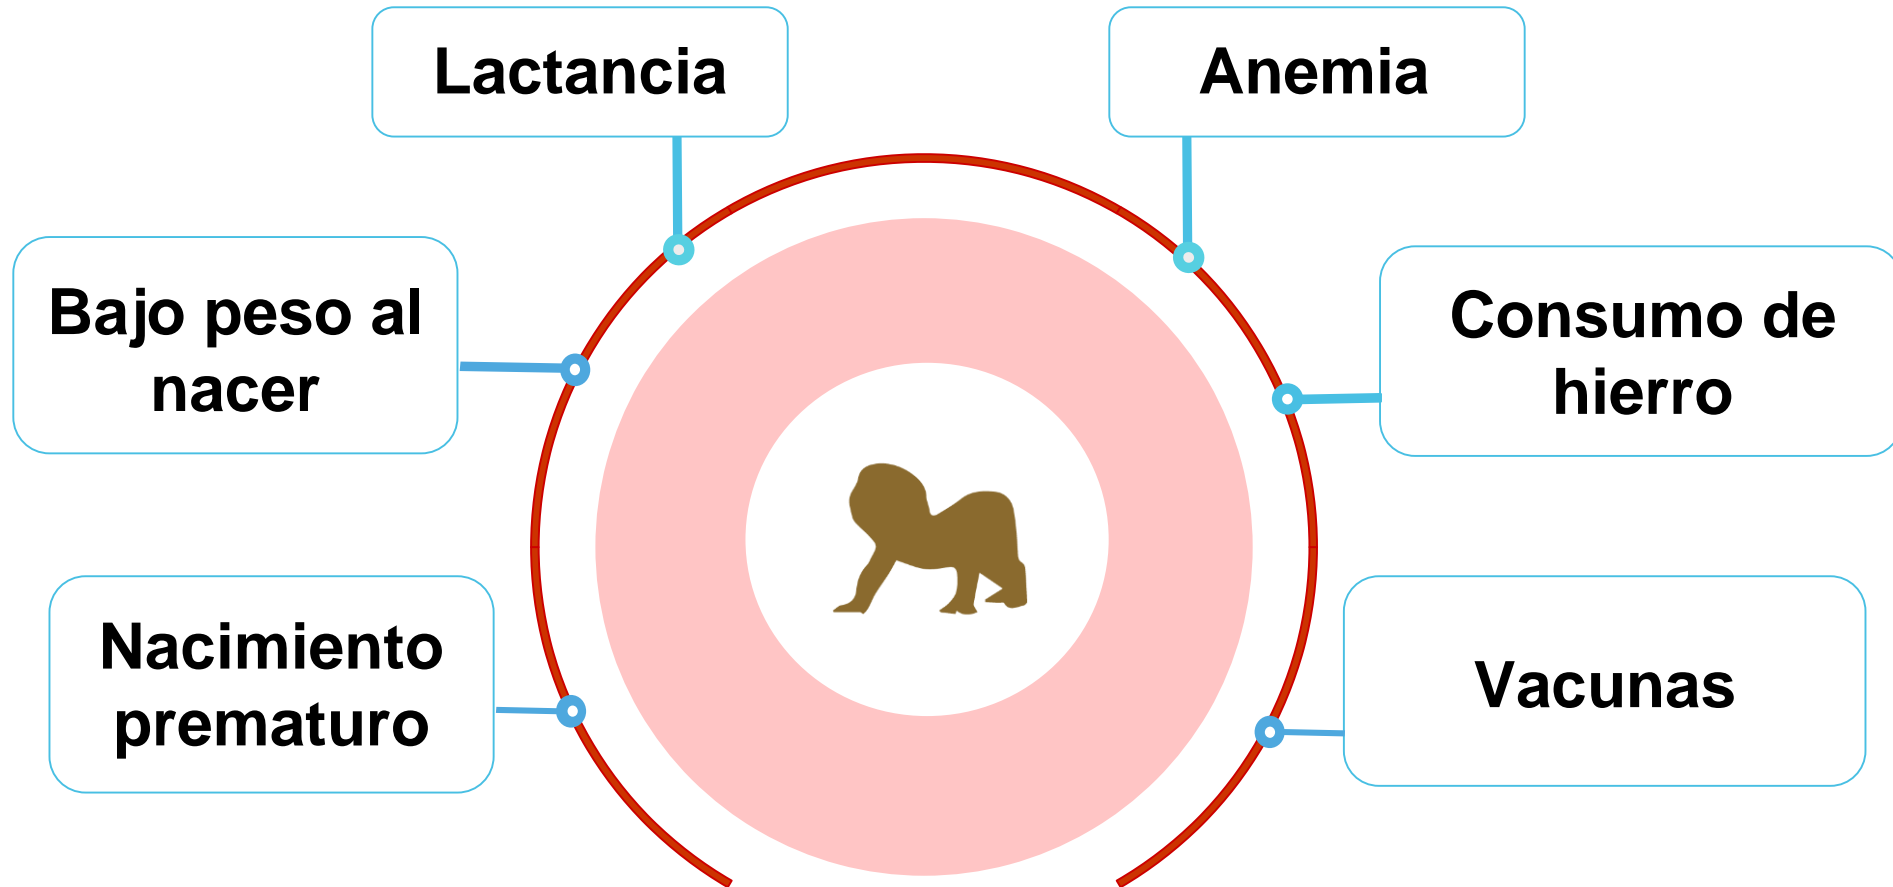 Lactancia
Anemia
Bajo peso al
nacer
Consumo de
hierro
Nacimiento
prematuro
Vacunas